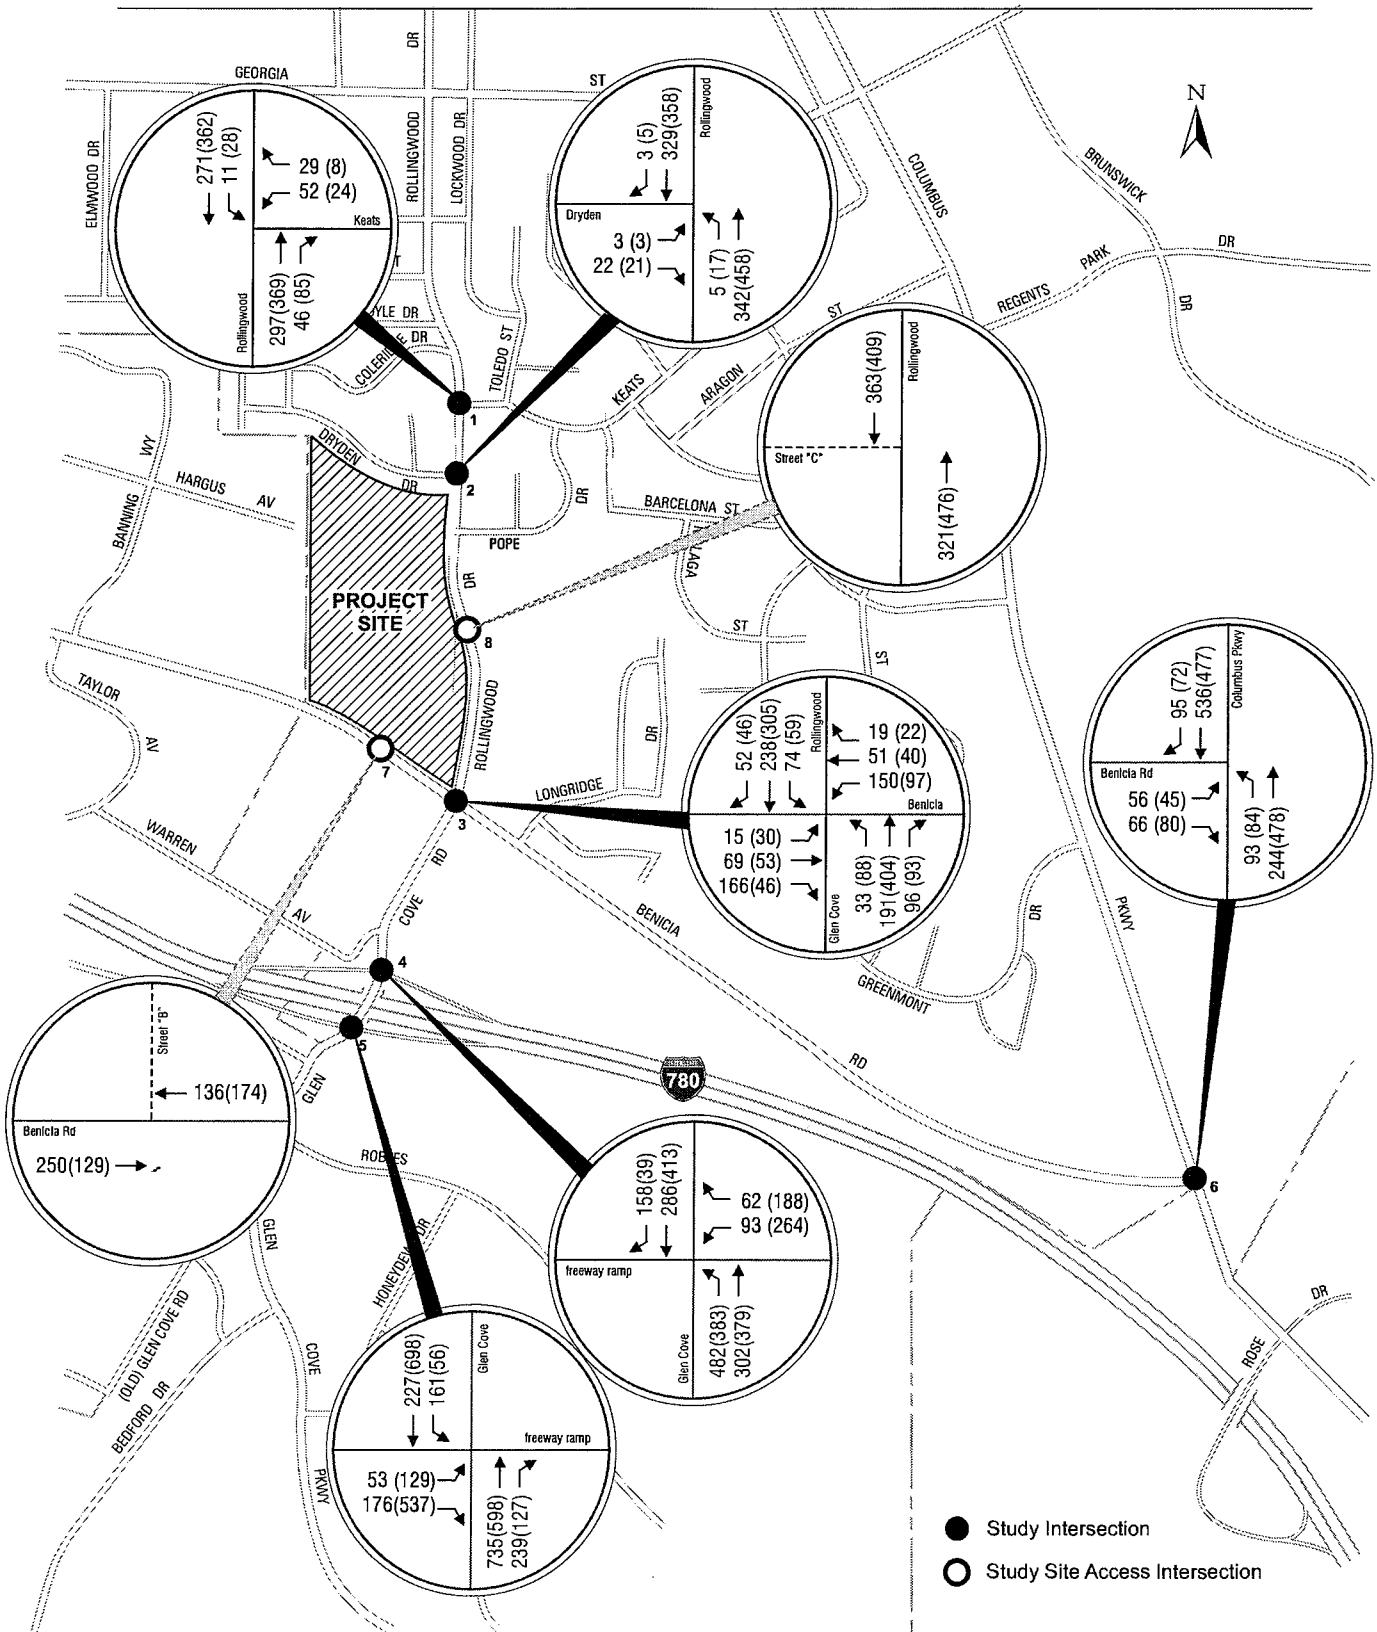 GEORGIA
ST
DR
ELMWOOD DR
ROLLINGWOOD
LOCKWOOD DR
271(362)
11 (28)
29 (8)
52 (24)
Keats
Rollingwood
297(369)
46 (85)
3 (5)
329(358)
Rollingwood
Dryden
3 (3)
22 (21)
5 (17)
342(458)
N
COLUMBUS
BRUNSWICK
DR
PARK
DR
REGENTS
ST
YLE DR
COLERIDGE DR
TOLEDO ST
KEATS
ARAGON
363(409)
Rollingwood
Street "C"
321(476)
1
2
DRYDEN
DR
WY
BANNING
HARGUS AV
POPE
DR
BARCELONA ST
ST
ST
DR
PROJECT
SITE
8
ROLLINGWOOD
TAYLOR
AV
7
3
LONGRIDGE
DR
WARREN
AV
COVE
RD
52 (46)
238(305)
74 (59)
Rollingwood
19 (22)
51 (40)
150(97)
Benicia
15 (30)
69 (53)
166(46)
Glen Cove
33 (88)
191(404)
96 (93)
95 (72)
536(477)
Columbus Pkwy
Benicia Rd
56 (45)
66 (80)
93 (84)
244(478)
BENICIA
RD
GREENMONT
DR
PKWY
4
5
GLEN
780
6
Street "B"
136(174)
Benicia Rd
250(129)
ROBLES
HONEYDEN DR
158(39)
286(413)
62 (188)
93 (264)
freeway ramp
Glen Cove
482(383)
302(379)
GLEN
COVE
PKWY
(OLD) GLEN COVE RD
BEDFORD DR
227(698)
161(56)
Glen Cove
freeway ramp
53 (129)
176(537)
735(598)
239(127)
ROSE
DR
Study Intersection
Study Site Access Intersection